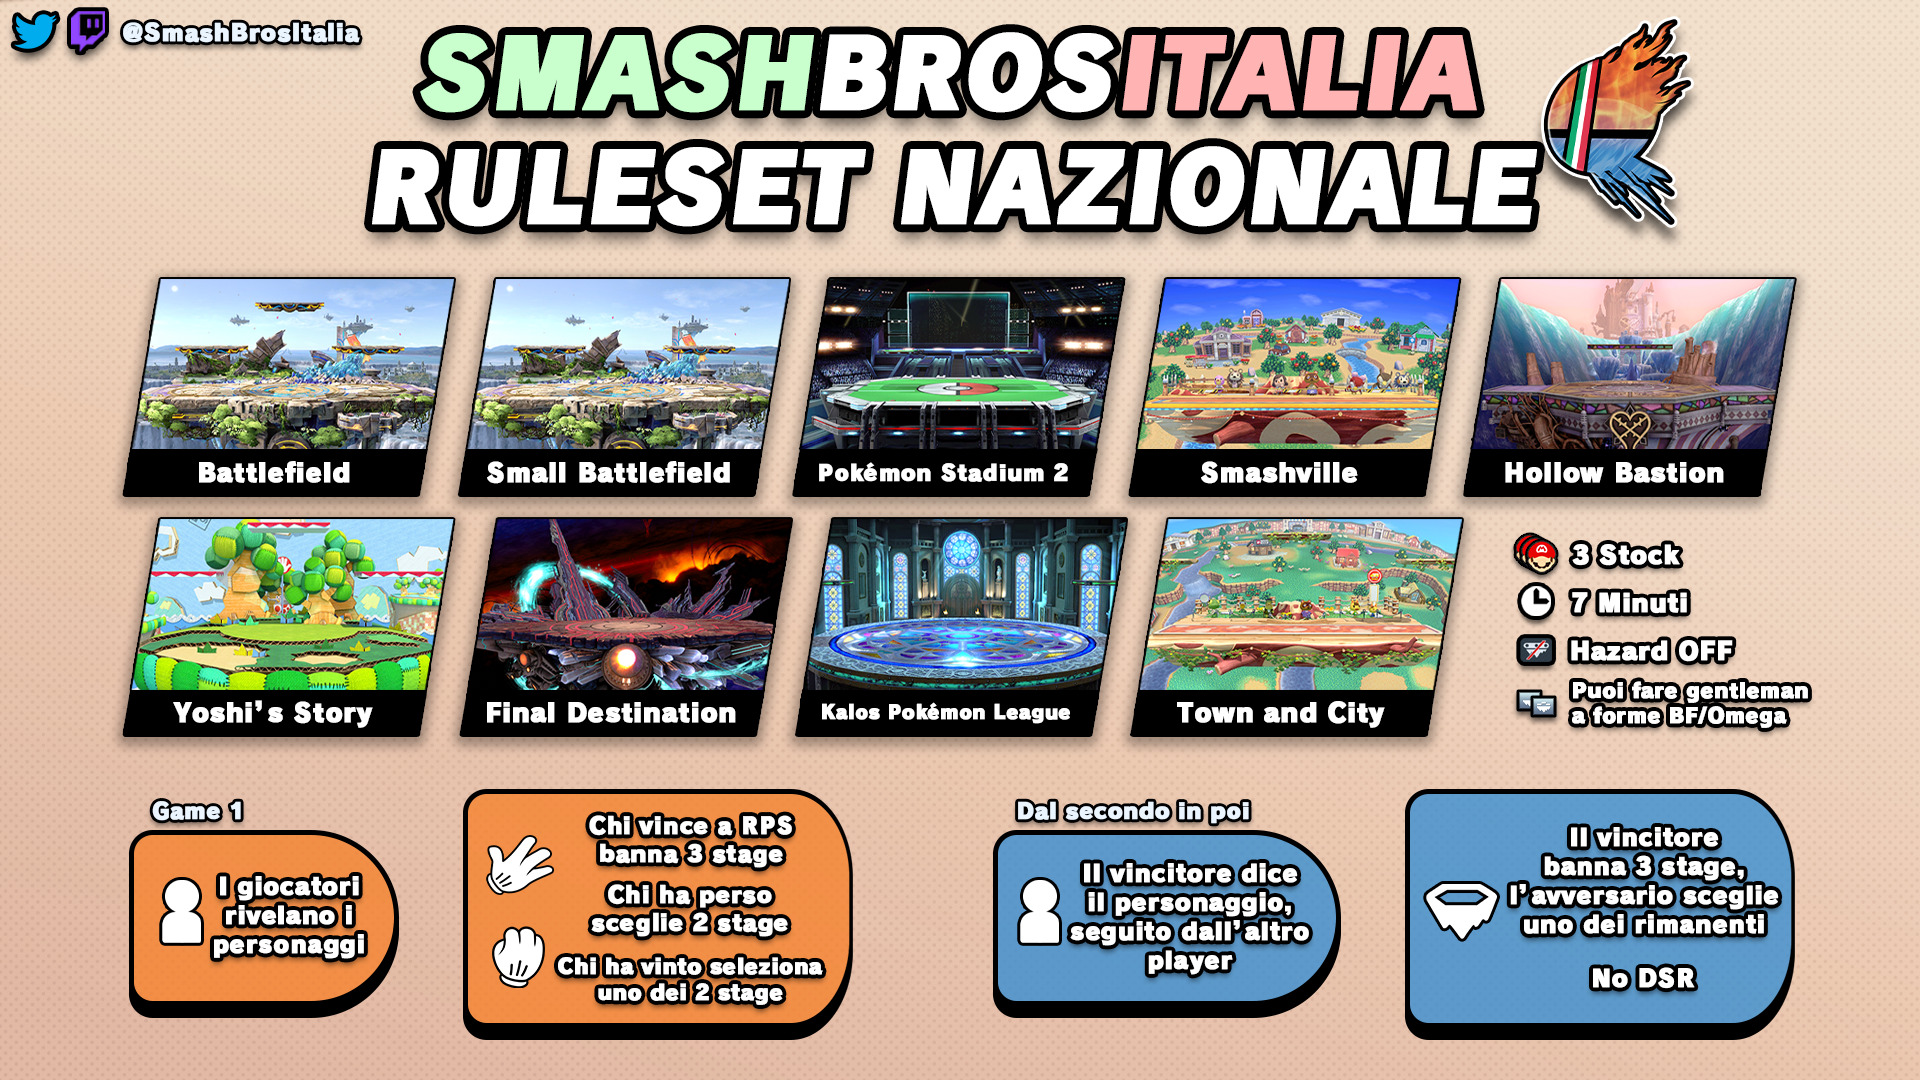 @SmashBrosItalia
SMASHBROSITALIA
RULESET NAZIONALE
Battlefield
Small Battlefield
Pokémon Stadium 2
Smashville
Hollow Bastion
Yoshi's Story
Final Destination
Kalos Pokémon League
Town and City
3 Stock
7 Minuti
Hazard OFF
Puoi fare gentleman
a forme BF/Omega
Game 1
I giocatori
rivelano i
personaggi
Chi vince a RPS
banna 3 stage
Chi ha perso
sceglie 2 stage
Chi ha vinto seleziona
uno dei 2 stage
Dal secondo in poi
Il vincitore dice
il personaggio,
seguito dall'altro
player
Il vincitore
banna 3 stage,
l'avversario sceglie
uno dei rimanenti
No DSR